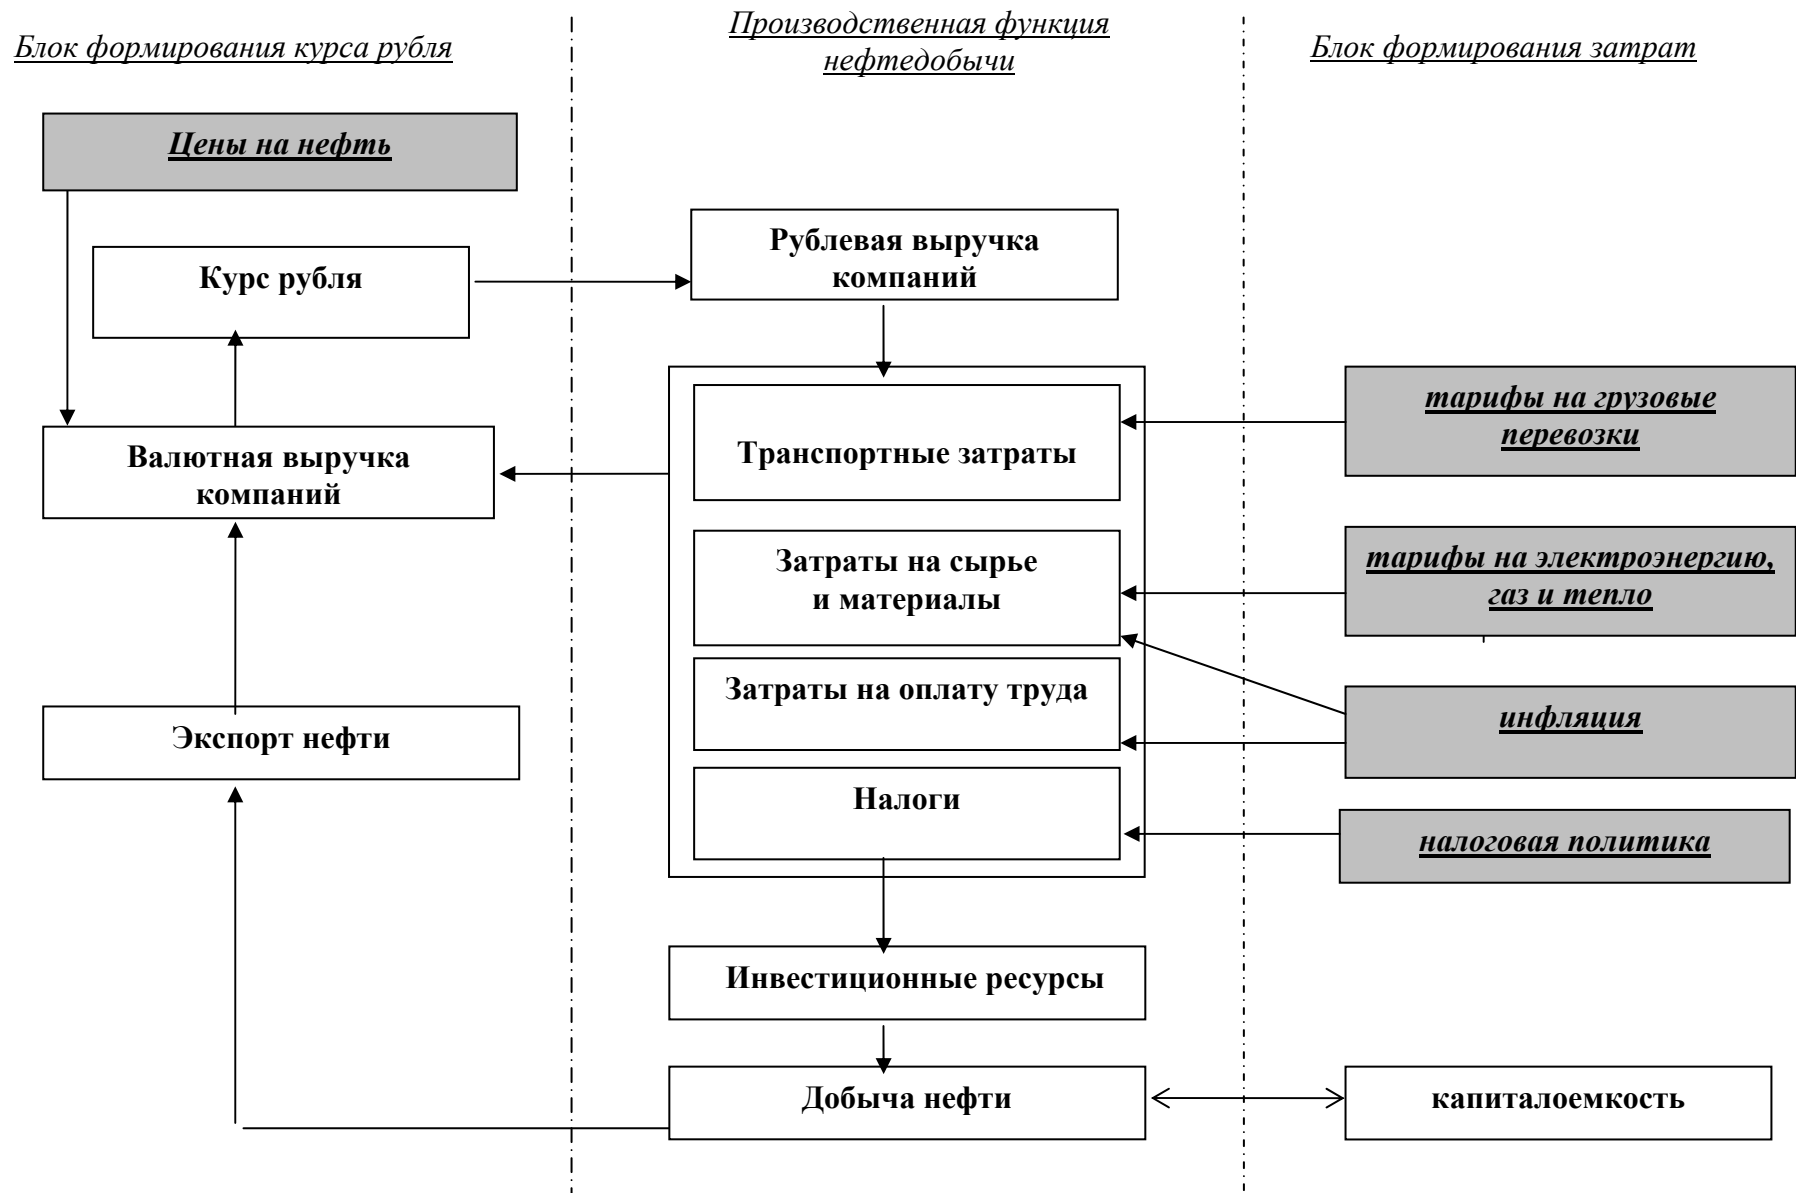 Блок формирования курса рубля
Производственная функция
нефтедобычи
Блок формирования затрат
Цены на нефть
Курс рубля
Рублевая выручка
компаний
Валютная выручка
компаний
Транспортные затраты
тарифы на грузовые
перевозки
Затраты на сырье
и материалы
тарифы на электроэнергию,
газ и тепло
Затраты на оплату труда
инфляция
Экспорт нефти
Налоги
налоговая политика
Инвестиционные ресурсы
Добыча нефти
капиталоемкость